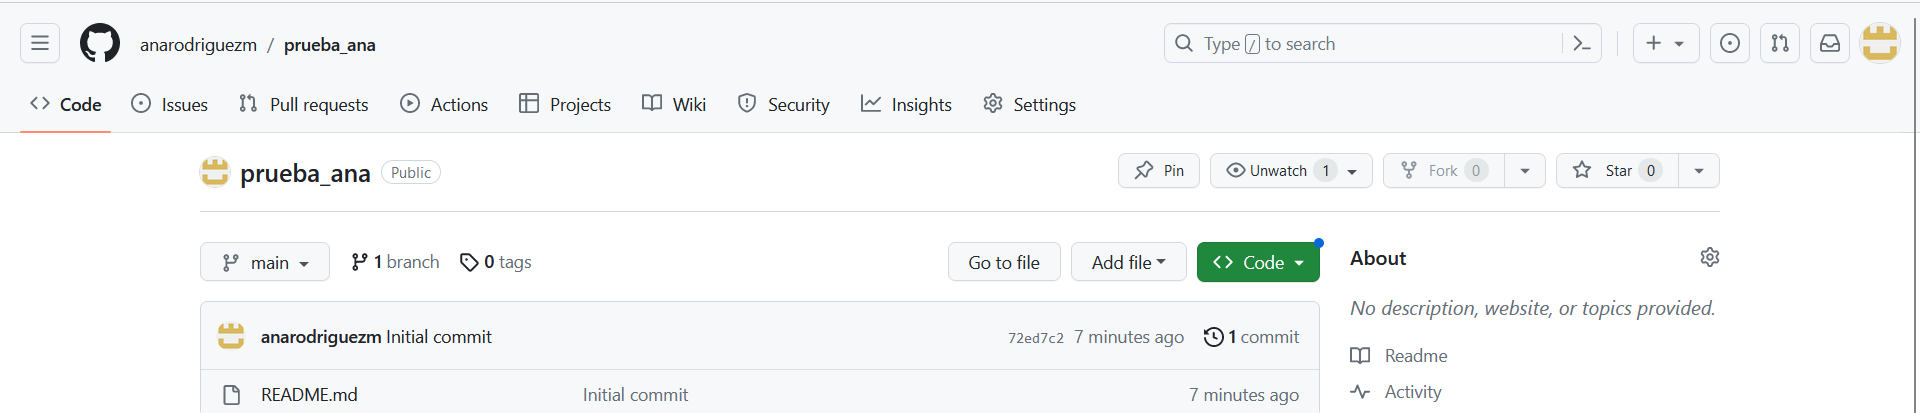 anarodriguezm / prueba_ana
Type / to search
Code Issues Pull requests Actions Projects Wiki Security Insights Settings
prueba_ana Public
Pin Unwatch 1 Fork 0 Star 0
main 1 branch 0 tags Go to file Add file Code
About
No description, website, or topics provided.
anarodriguezm Initial commit 72ed7c2 7 minutes ago 1 commit
Readme
README.md Initial commit 7 minutes ago
Activity